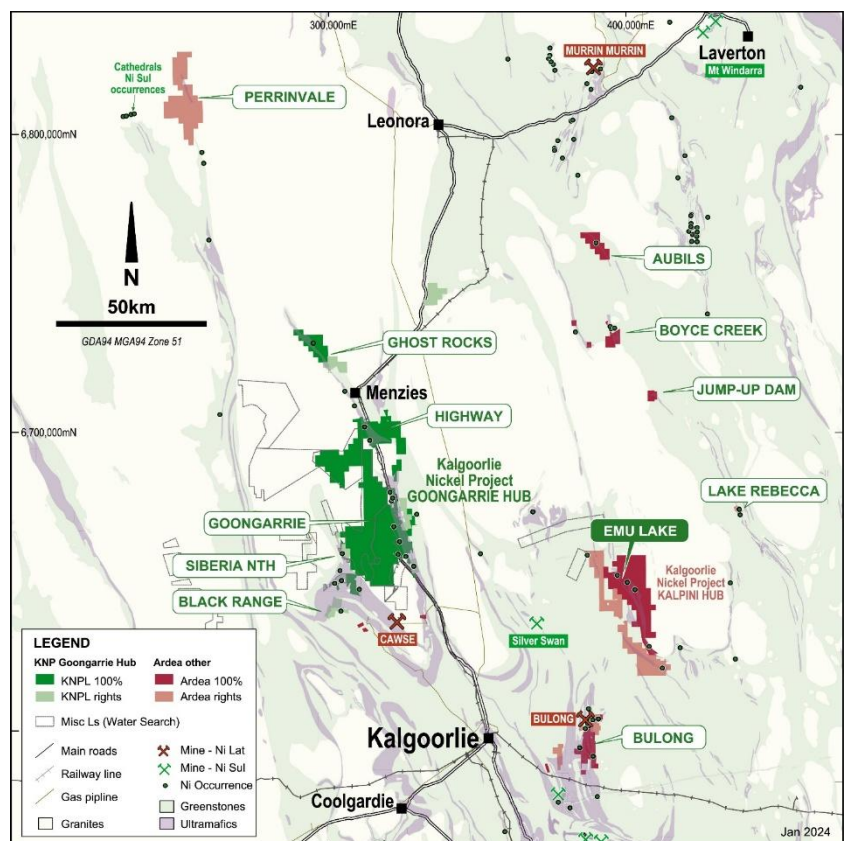 300,000mE
400,000mE
MURRIN MURRIN
Laverton
Mt Windarra
Cathedrals
Ni Sul
occurrences
PERRINVALE
Leonora
6,800,000mN
N
50km
GDA94 MGA94 Zone 51
AUBILS
BOYCE CREEK
GHOST ROCKS
JUMP-UP DAM
Menzies
HIGHWAY
6,700,000mN
Kalgoorlie
Nickel Project
GOONGARRIE HUB
LAKE REBECCA
GOONGARRIE
EMU LAKE
SIBERIA NTH
Kalgoorlie
Nickel Project
KALPINI HUB
BLACK RANGE
CAWSE
Silver Swan
BULONG
Kalgoorlie
BULONG
Coolgardie
LEGEND
KNP Goongarrie Hub
Ardea other
KNPL 100%
Ardea 100%
KNPL rights
Ardea rights
Misc Ls (Water Search)
Main roads
Mine - Ni Lat
Railway line
Mine - Ni Sul
Gas pipline
Ni Occurrence
Greenstones
Granites
Ultramafics
Jan 2024